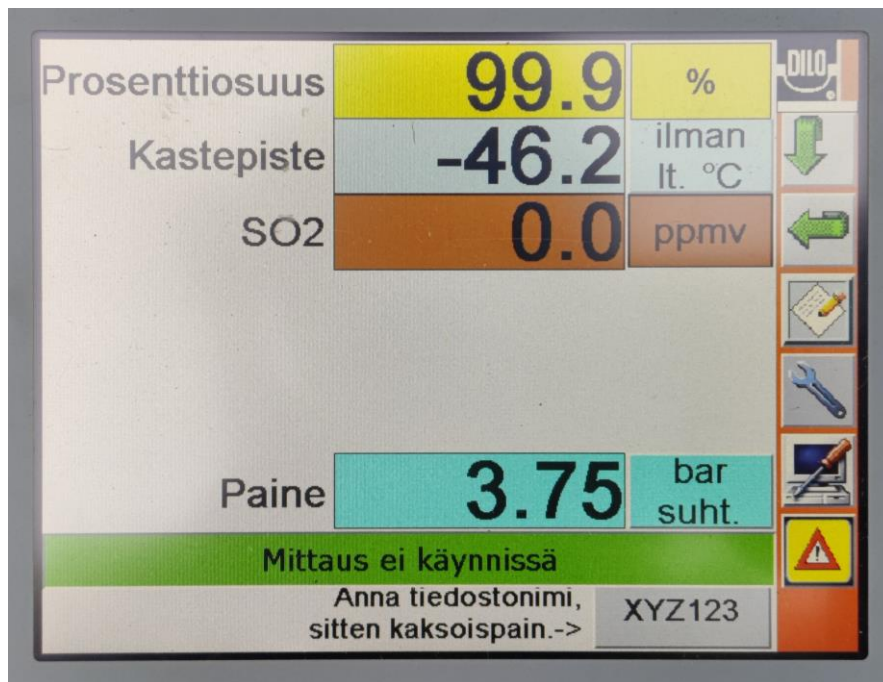 Prosenttiosuus 99.9 %
DILO
Kastepiste -46.2 ilman lt. °C
SO2 0.0 ppmv
Paine 3.75 bar suht.
Mittaus ei käynnissä
Anna tiedostonimi,
sitten kaksoispain.-> XYZ123